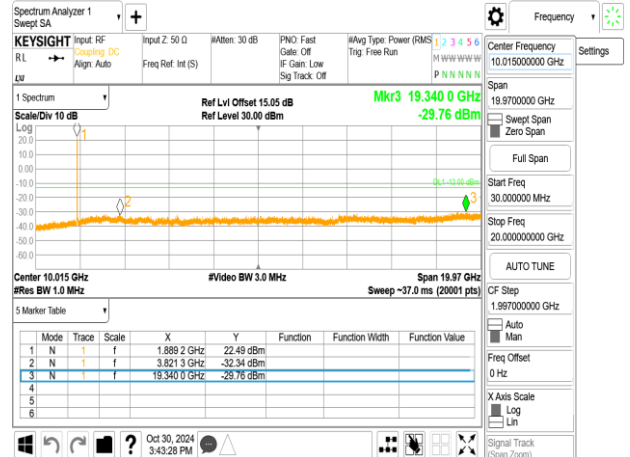 Spectrum Analyzer 1
Swept SA
Frequency
KEYSIGHT
Input: RF
Coupling: DC
Align: Auto
Input Z: 50 Ω
Freq Ref: Int (S)
#Atten: 30 dB
PNO: Fast
Gate: Off
IF Gain: Low
Sig Track: Off
#Avg Type: Power (RMS
Trig: Free Run
1 2 3 4 5 6
M W W W W W
P N N N N N
RL
Center Frequency
10.015000000 GHz
Settings
1 Spectrum
Scale/Div 10 dB
Ref Lvl Offset 15.05 dB
Ref Level 30.00 dBm
Mkr3 19.340 0 GHz
-29.76 dBm
Log
20.0
10.0
0.00
-10.0
-20.0
-30.0
-40.0
-50.0
-60.0
1
2
3
DL1 -13.00 dBm
Center 10.015 GHz
#Res BW 1.0 MHz
#Video BW 3.0 MHz
Span 19.97 GHz
Sweep ~37.0 ms (20001 pts)
Span
19.9700000 GHz
Swept Span
Zero Span
Full Span
Start Freq
30.000000 MHz
Stop Freq
20.000000000 GHz
AUTO TUNE
CF Step
1.997000000 GHz
Auto
Man
Freq Offset
0 Hz
X Axis Scale
Log
Lin
Signal Track
(Span Zoom)
5 Marker Table
Mode Trace Scale X Y Function Function Width Function Value
1 N 1 f 1.889 2 GHz 22.49 dBm
2 N 1 f 3.821 3 GHz -32.34 dBm
3 N 1 f 19.340 0 GHz -29.76 dBm
4
5
6
Oct 30, 2024
3:43:28 PM